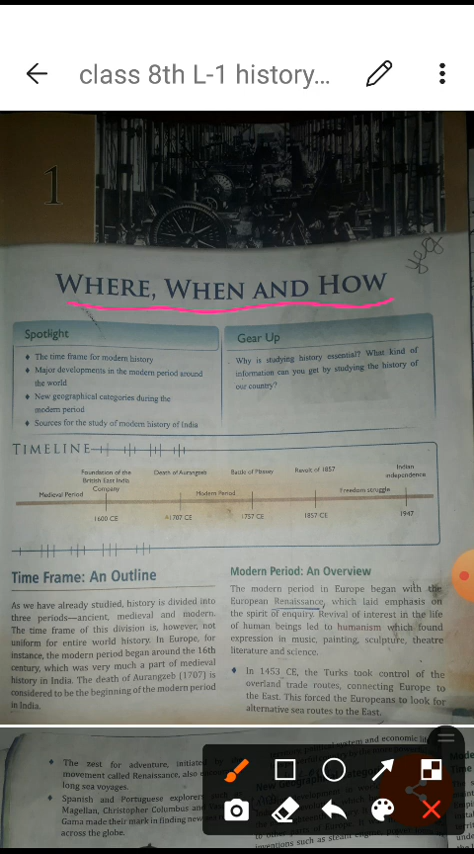 class 8th L-1 history...
1
yes
WHERE, WHEN AND HOW
Spotlight
♦ The time frame for modern history
♦ Major developments in the modern period around
the world
♦ New geographical categories during the
modern period
♦ Sources for the study of modern history of India
Gear Up
Why is studying history essential? What kind of
information can you get by studying the history of
our country?
TIMELINE
Foundation of the
British East India
Company
Death of Aurangzeb
Battle of Plassey
Revolt of 1857
Indian
independence
Medieval Period
Modern Period
Freedom struggle
1600 CE
1707 CE
1757 CE
1857 CE
1947
Time Frame: An Outline
As we have already studied, history is divided into
three periods—ancient, medieval and modern.
The time frame of this division is, however, not
uniform for entire world history. In Europe, for
instance, the modern period began around the 16th
century, which was very much a part of medieval
history in India. The death of Aurangzeb (1707) is
considered to be the beginning of the modern period
in India.
Modern Period: An Overview
The modern period in Europe began with the
European Renaissance, which laid emphasis on
the spirit of enquiry. Revival of interest in the life
of human beings led to humanism which found
expression in music, painting, sculpture, theatre
literature and science.
♦ In 1453 CE, the Turks took control of the
overland trade routes, connecting Europe to
the East. This forced the Europeans to look for
alternative sea routes to the East.
♦ The zest for adventure, initiated
movement called Renaissance, also
long sea voyages.
♦ Spanish and Portuguese explorers
Magellan, Christopher Columbus and
Gama made their mark in finding new
across the globe.
system and economic